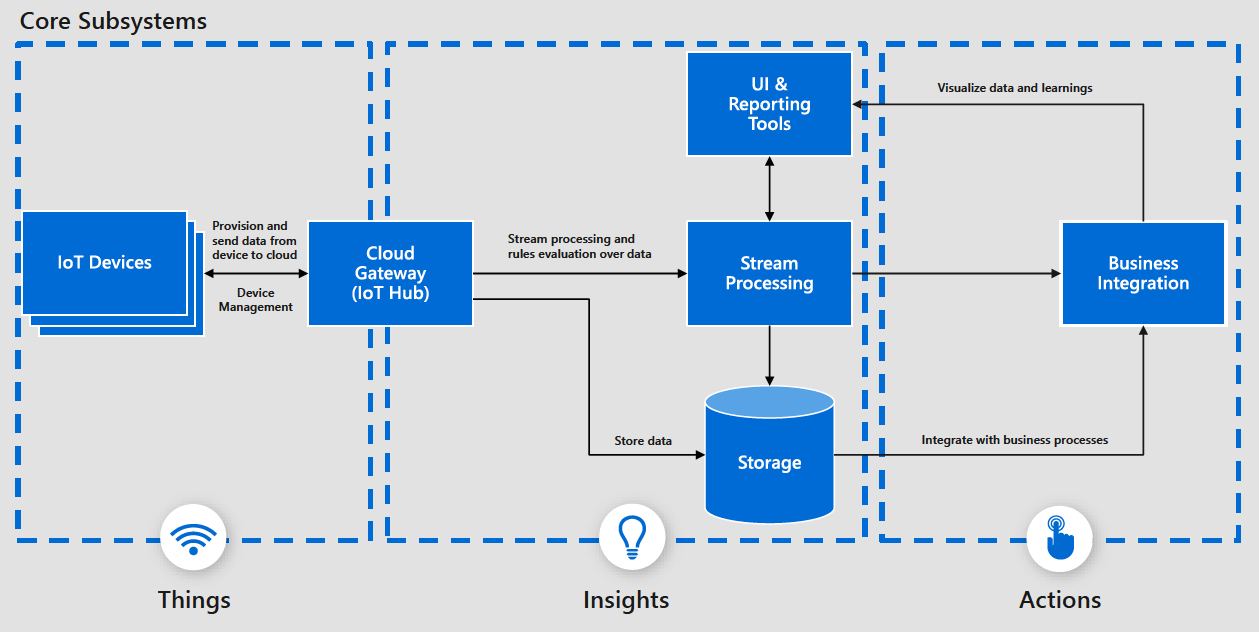 Core Subsystems
UI &
Reporting
Tools
Visualize data and learnings
IoT Devices
Provision and
send data from
device to cloud
Device
Management
Cloud
Gateway
(IoT Hub)
Stream processing and
rules evaluation over data
Stream
Processing
Business
Integration
Store data
Storage
Integrate with business processes
Things
Insights
Actions